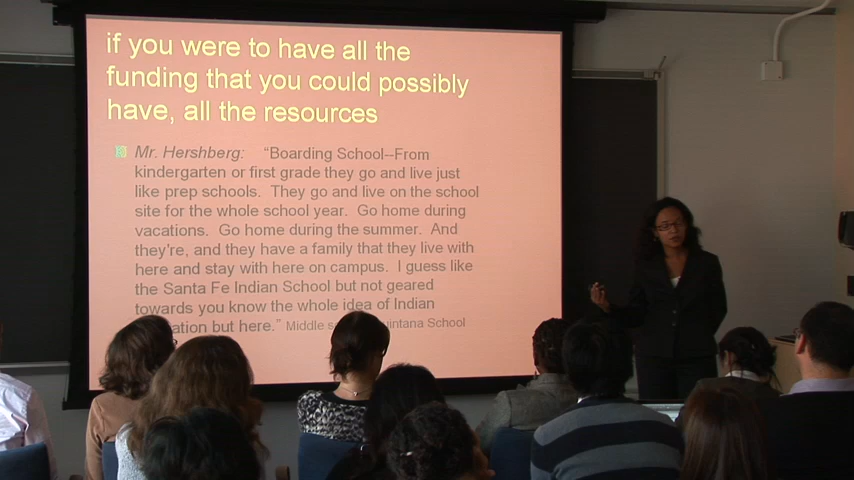 if you were to have all the
funding that you could possibly
have, all the resources
Mr. Hershberg: “Boarding School--From
kindergarten or first grade they go and live just
like prep schools. They go and live on the school
site for the whole school year. Go home during
vacations. Go home during the summer. And
they're, and they have a family that they live with
here and stay with here on campus. I guess like
the Santa Fe Indian School but not geared
towards you know the whole idea of Indian
ation but here.” Middle uintana School